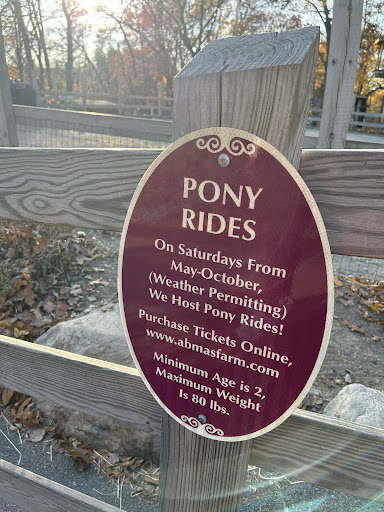 PONY
RIDES
On Saturdays From
May-October,
(Weather Permitting)
We Host Pony Rides!
Purchase Tickets Online,
www.abmasfarm.com
Minimum Age is 2,
Maximum Weight
Is 80 lbs.